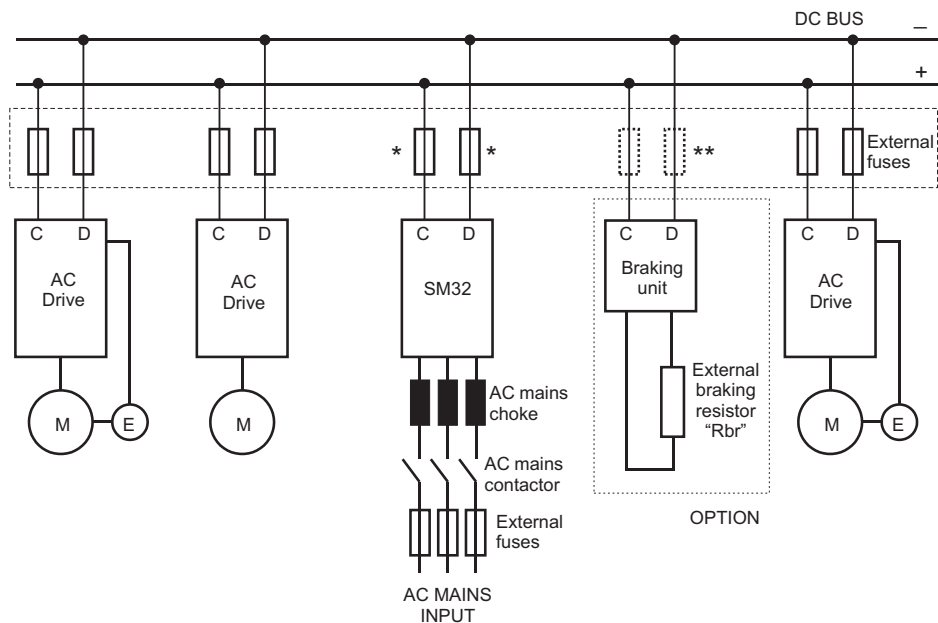 DC BUS
–
+
*
*
**
External
fuses
C D
AC
Drive
M
E
C D
AC
Drive
M
C D
SM32
C D
Braking
unit
C D
AC
Drive
M
E
AC mains
choke
External
braking
resistor
“Rbr”
AC mains
contactor
External
fuses
OPTION
AC MAINS
INPUT